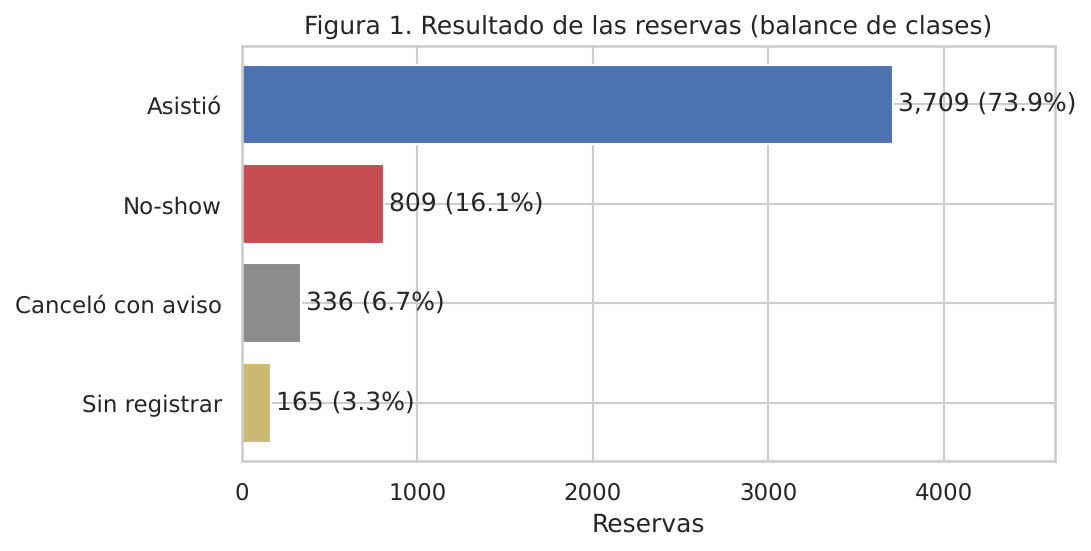 Figura 1. Resultado de las reservas (balance de clases)
Asistió
3,709 (73.9%)
No-show
809 (16.1%)
Canceló con aviso
336 (6.7%)
Sin registrar
165 (3.3%)
0 1000 2000 3000 4000
Reservas